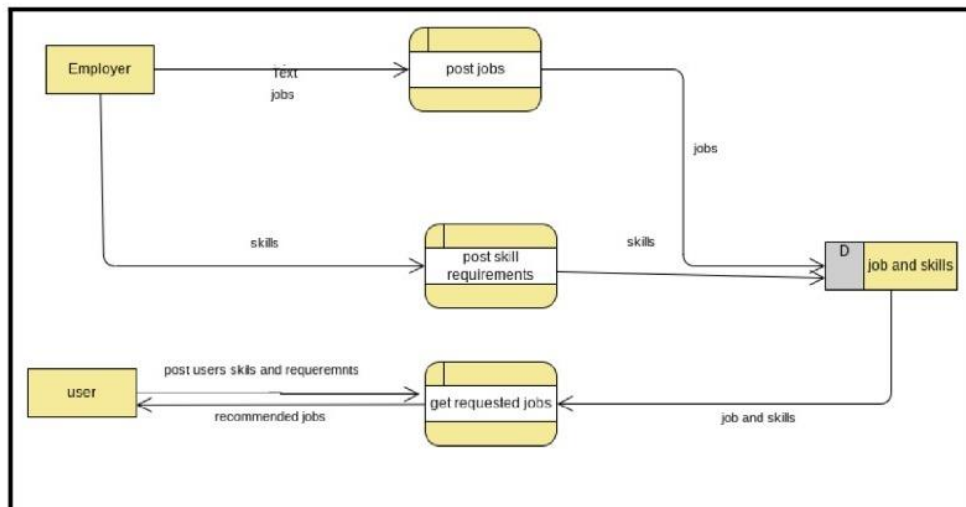 Employer
Text
jobs
post jobs
jobs
skills
post skill
requirements
skills
D
job and skills
user
post users skils and requeremnts
recommended jobs
get requested jobs
job and skills